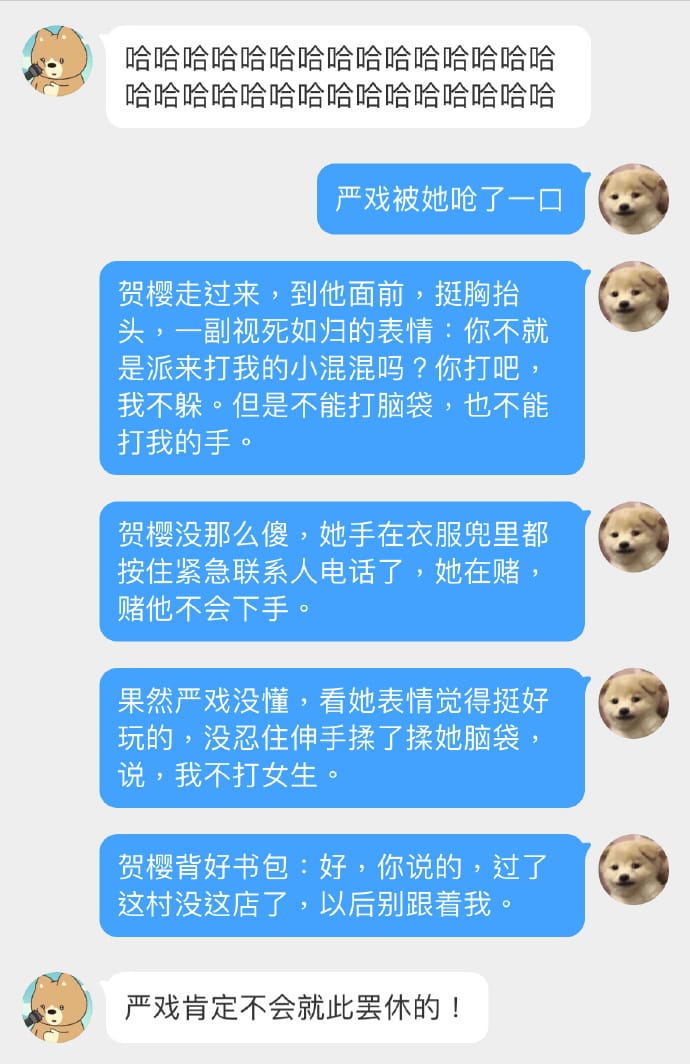 哈哈哈哈哈哈哈哈哈哈哈哈哈哈哈
哈哈哈哈哈哈哈哈哈哈哈哈哈哈哈
严戏被她呛了一口
贺樱走过来，到他面前，挺胸抬
头，一副视死如归的表情：你不就
是派来打我的小混混吗？你打吧，
我不躲。但是不能打脑袋，也不能
打我的手。
贺樱没那么傻，她手在衣服兜里都
按住紧急联系人电话了，她在赌，
赌他不会下手。
果然严戏没懂，看她表情觉得挺好
玩的，没忍住伸手揉了揉她脑袋，
说，我不打女生。
贺樱背好书包：好，你说的，过了
这村没这店了，以后别跟着我。
严戏肯定不会就此罢休的！